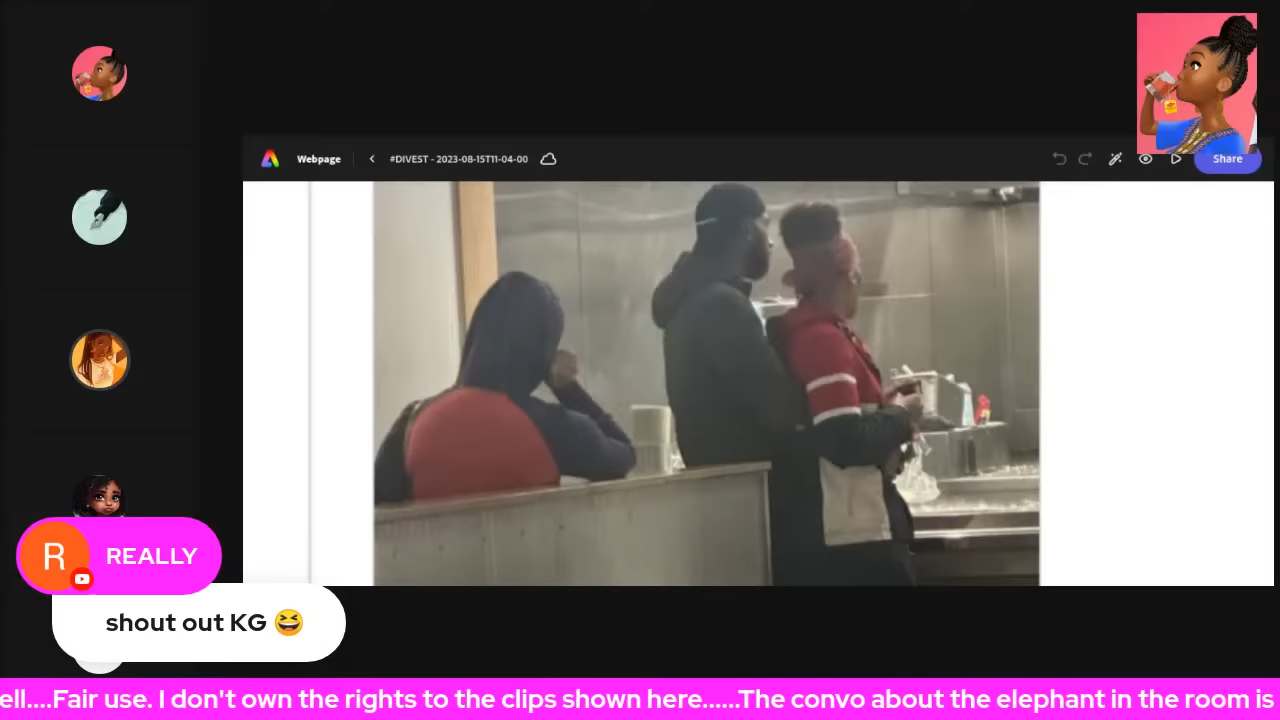 Webpage
#DIVEST - 2023-08-15T11-04-00
Share
R
REALLY
shout out KG 😆
ell....Fair use. I don't own the rights to the clips shown here......The convo about the elephant in the room is